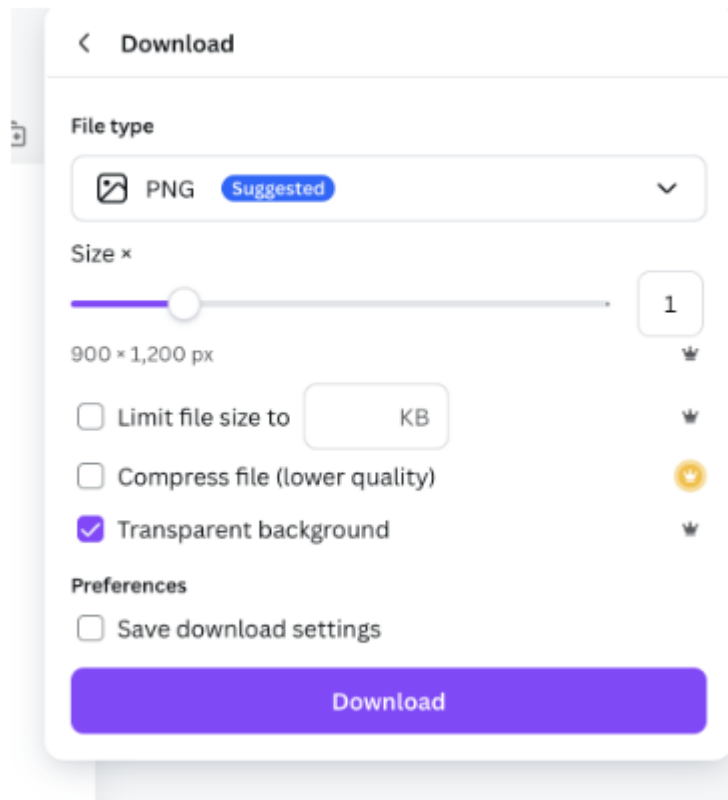 Download
File type
PNG Suggested
Size ×
1
900 × 1,200 px
Limit file size to KB
Compress file (lower quality)
Transparent background
Preferences
Save download settings
Download